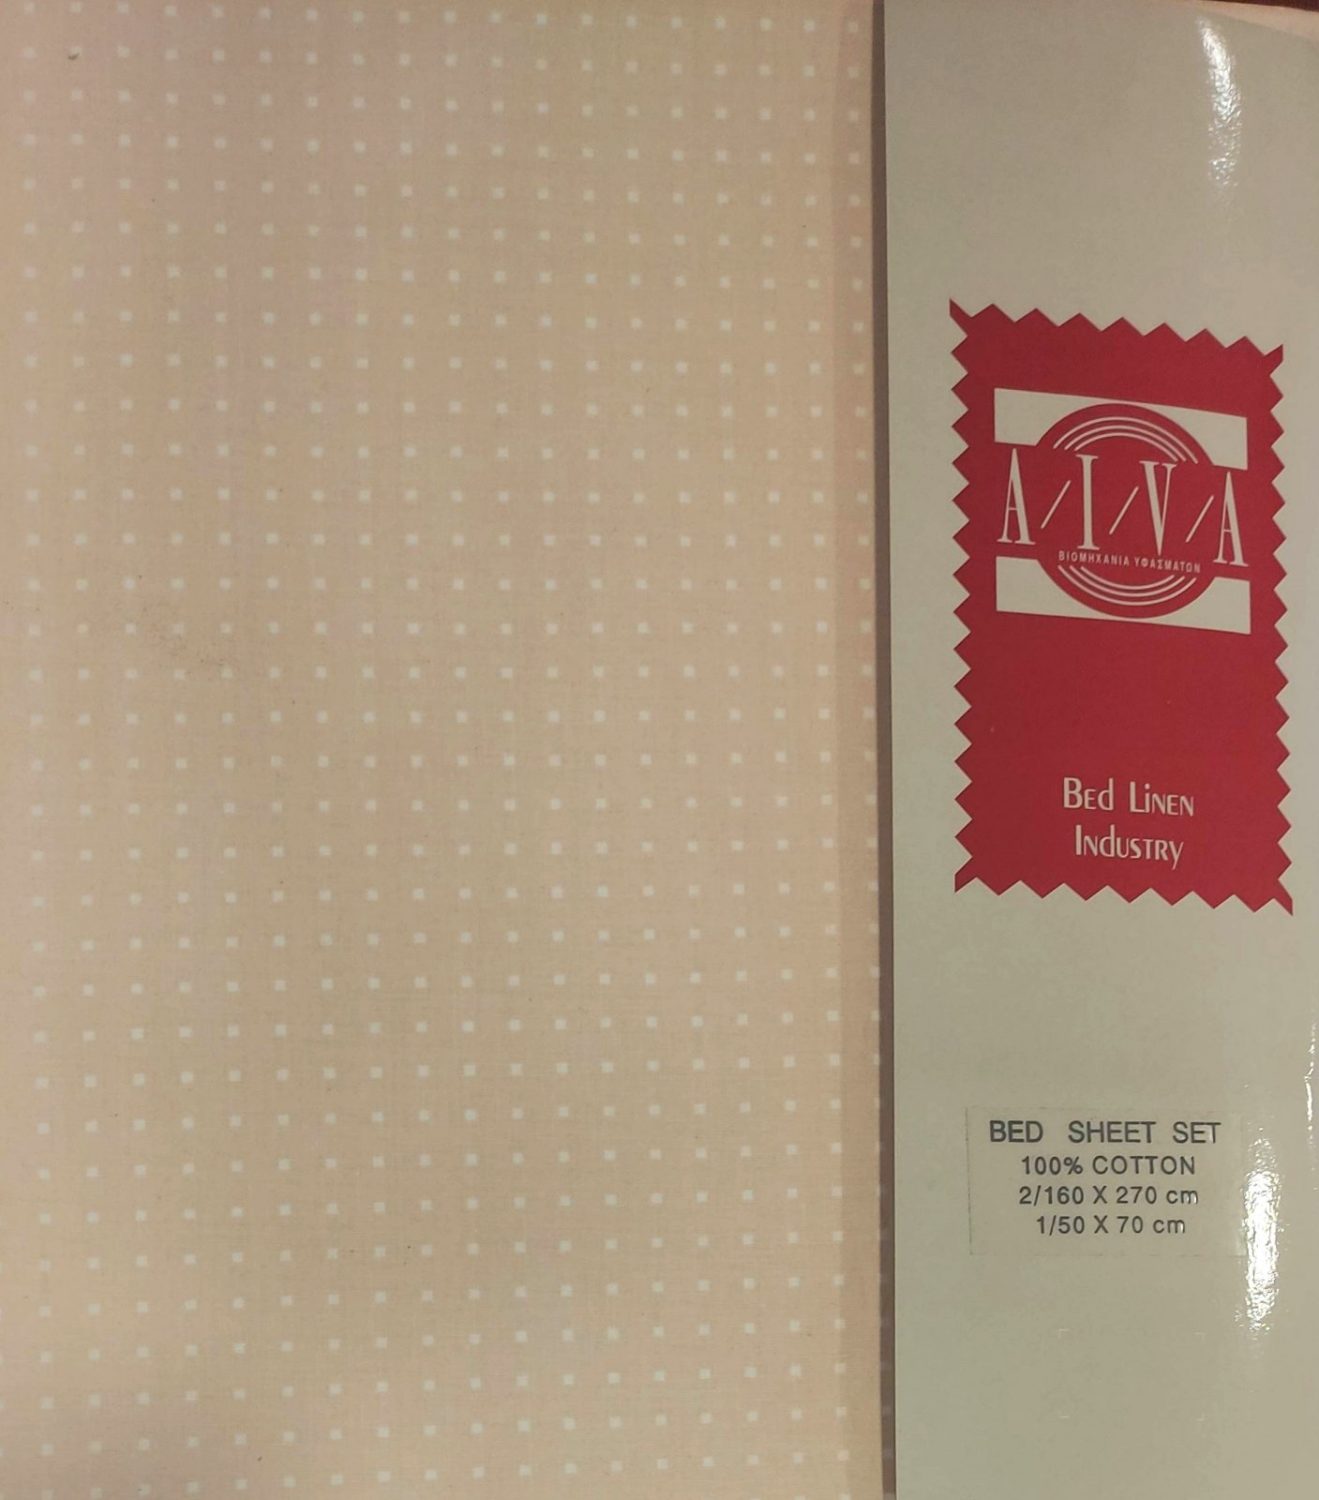 A/I/V/A
ΒΙΟΜΗΧΑΝΙΑ ΥΦΑΣΜΑΤΩΝ
BEd LiNEN
INduSTRy
BED SHEET SET
100% COTTON
2/160 X 270 cm
1/50 X 70 cm